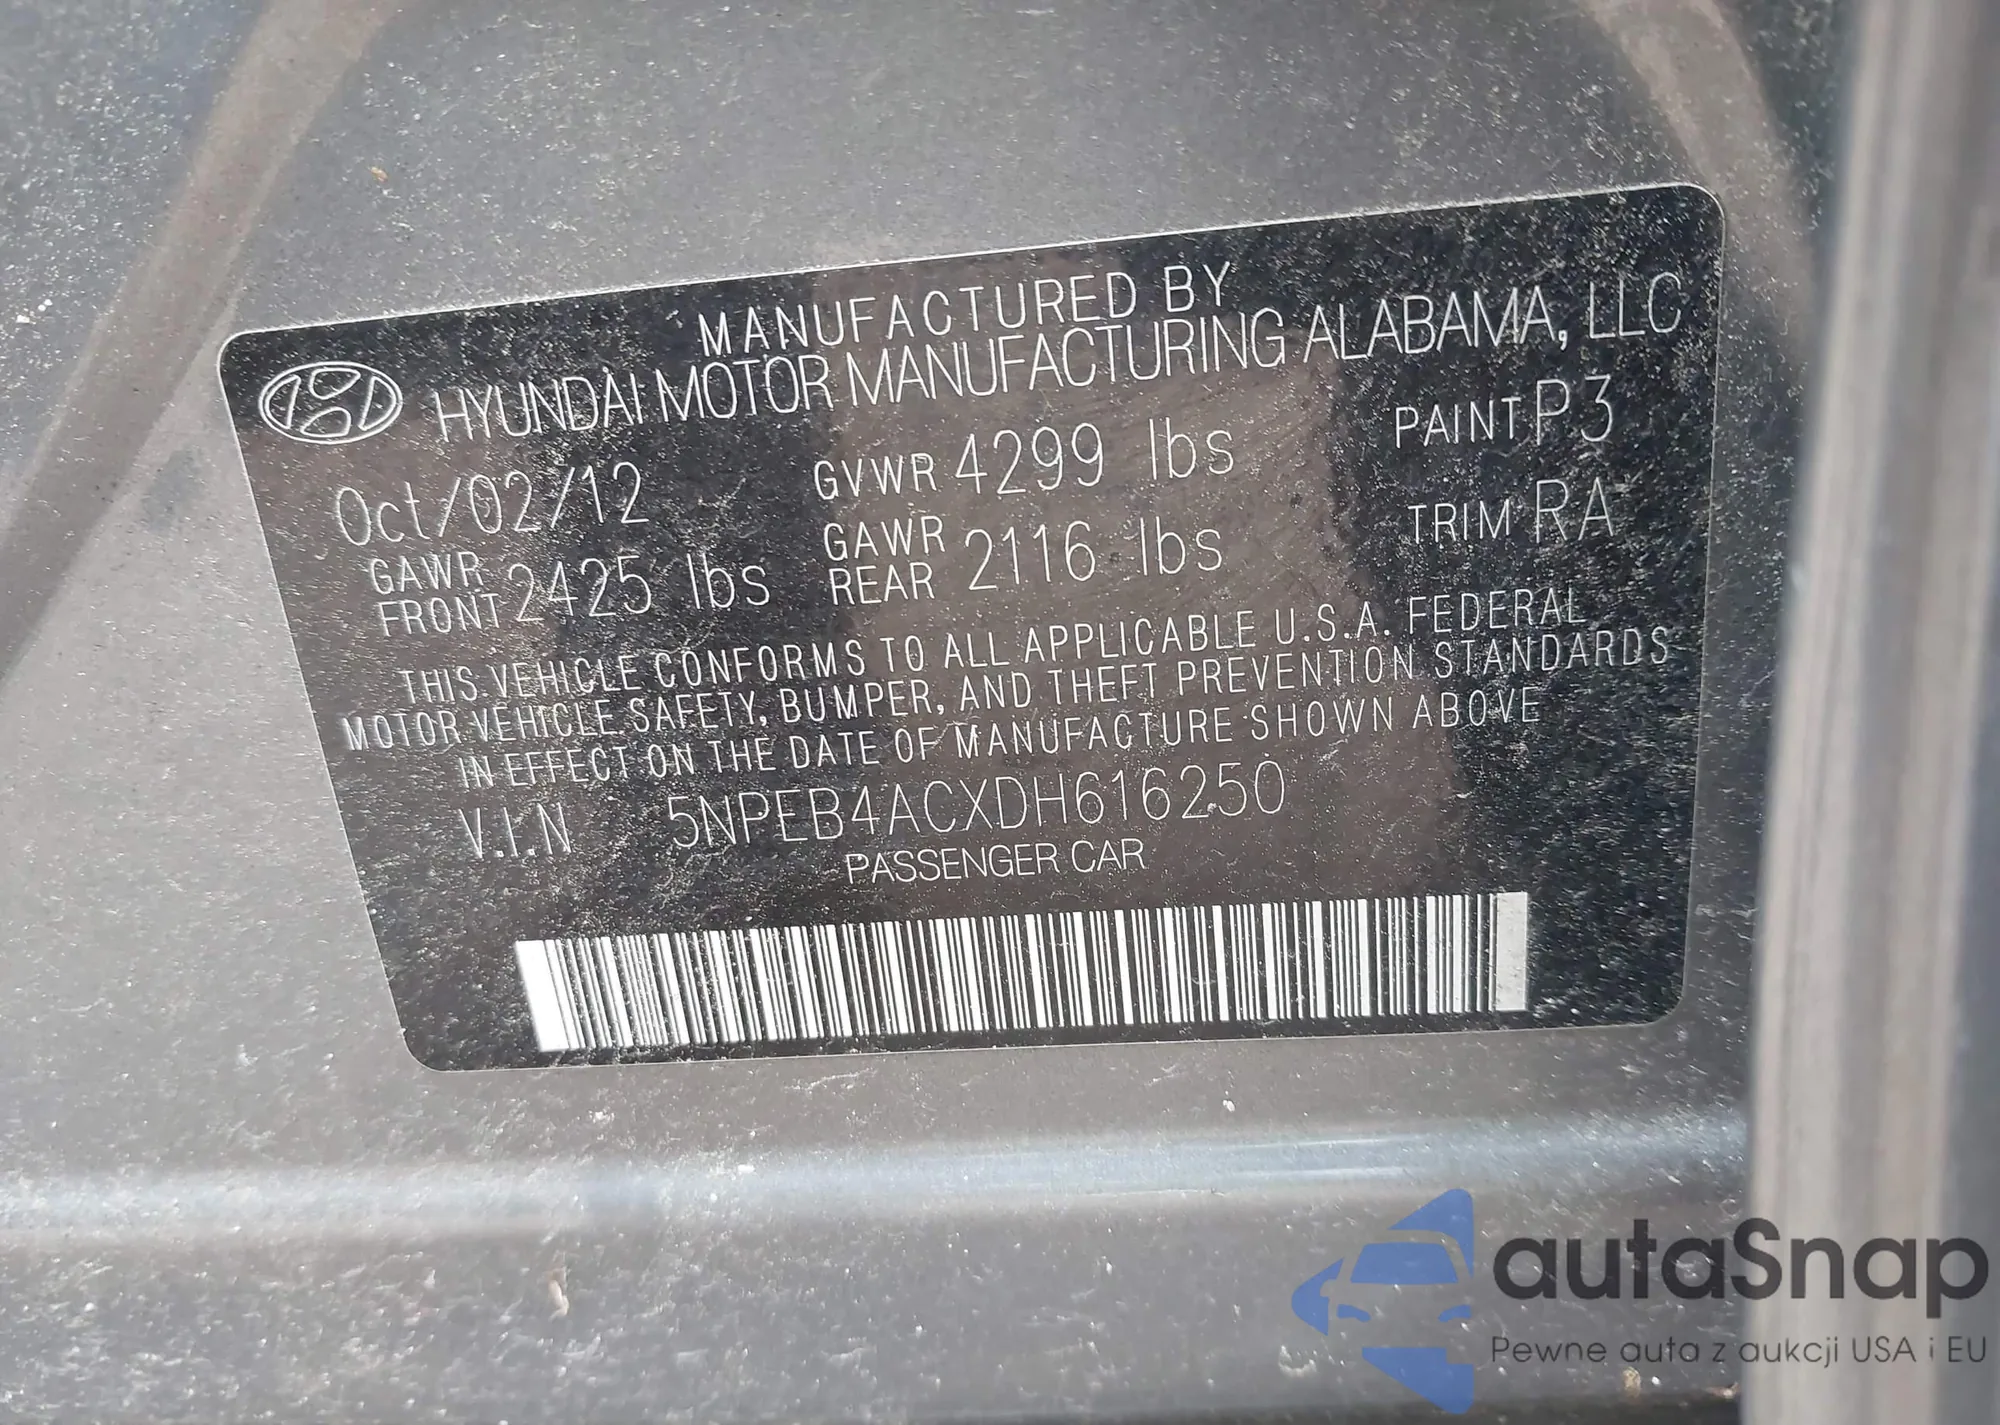 MANUFACTURED BY
HYUNDAI MOTOR MANUFACTURING ALABAMA, LLC
Oct/02/12 GVWR 4299 lbs PAINT P3
GAWR FRONT 2425 lbs GAWR REAR 2116 lbs TRIM RA
THIS VEHICLE CONFORMS TO ALL APPLICABLE U.S.A. FEDERAL
MOTOR VEHICLE SAFETY, BUMPER, AND THEFT PREVENTION STANDARDS
IN EFFECT ON THE DATE OF MANUFACTURE SHOWN ABOVE
V.I.N 5NPEB4ACXDH616250
PASSENGER CAR
autaSnap
Pewne auta z aukcji USA i EU